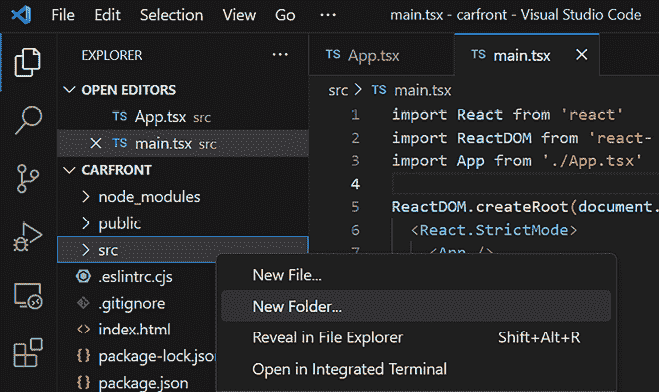 File Edit Selection View Go ··· main.tsx - carfront - Visual Studio Code
EXPLORER ···
OPEN EDITORS
TS App.tsx src
TS main.tsx src
CARFRONT
node_modules
public
src
.eslintrc.cjs
.gitignore
index.html
package-lock.json
package.json
TS App.tsx
TS main.tsx
src > TS main.tsx
1 import React from 'react'
2 import ReactDOM from 'react-
3 import App from './App.tsx'
4
5 ReactDOM.createRoot(document.
6 <React.StrictMode>
7 <App />
New File...
New Folder...
Reveal in File Explorer Shift+Alt+R
Open in Integrated Terminal